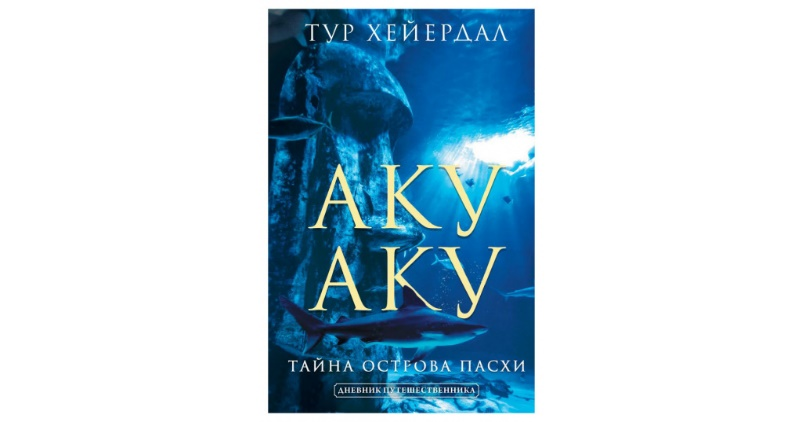 ТУР ХЕЙЕРДАЛ
АКУ
АКУ
ТАЙНА ОСТРОВА ПАСХИ
ДНЕВНИК ПУТЕШЕСТВЕННИКА